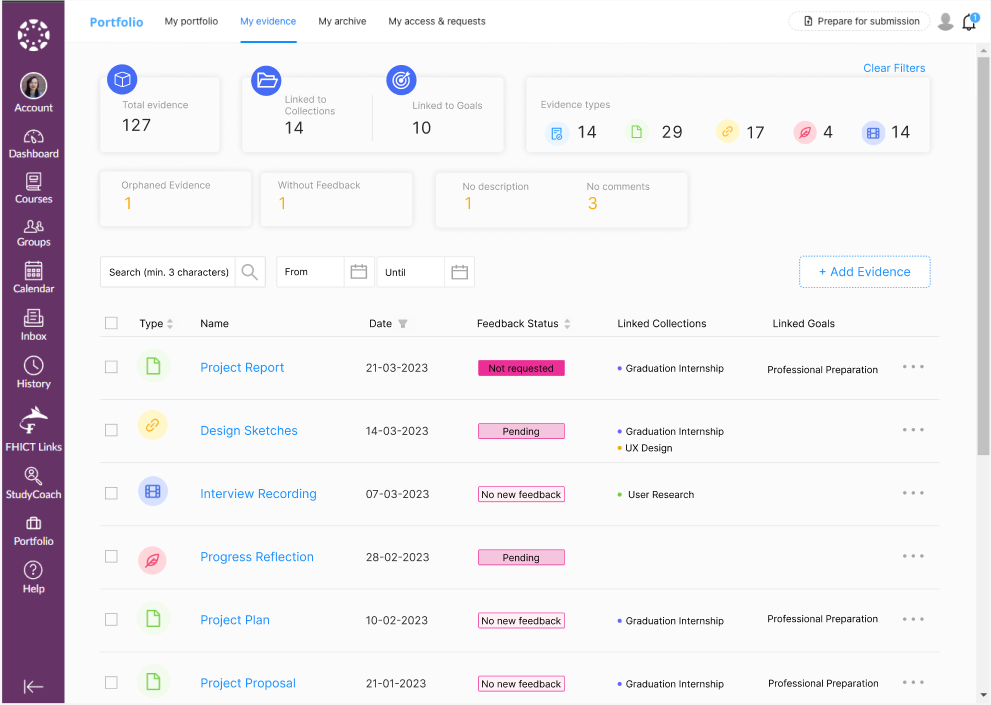 Portfolio My portfolio My evidence My archive My access & requests Prepare for submission 1
Account
Dashboard
Courses
Groups
Calendar
Inbox
History
FHICT Links
StudyCoach
Portfolio
Help
Clear Filters
Total evidence
127
Linked to
Collections
14
Linked to Goals
10
Evidence types
14 29 17 4 14
Orphaned Evidence
1
Without Feedback
1
No description
1
No comments
3
Search (min. 3 characters) From Until + Add Evidence
Type Name Date Feedback Status Linked Collections Linked Goals
Project Report 21-03-2023 Not requested Graduation Internship Professional Preparation
Design Sketches 14-03-2023 Pending Graduation Internship
UX Design
Interview Recording 07-03-2023 No new feedback User Research
Progress Reflection 28-02-2023 Pending
Project Plan 10-02-2023 No new feedback Graduation Internship Professional Preparation
Project Proposal 21-01-2023 No new feedback Graduation Internship Professional Preparation